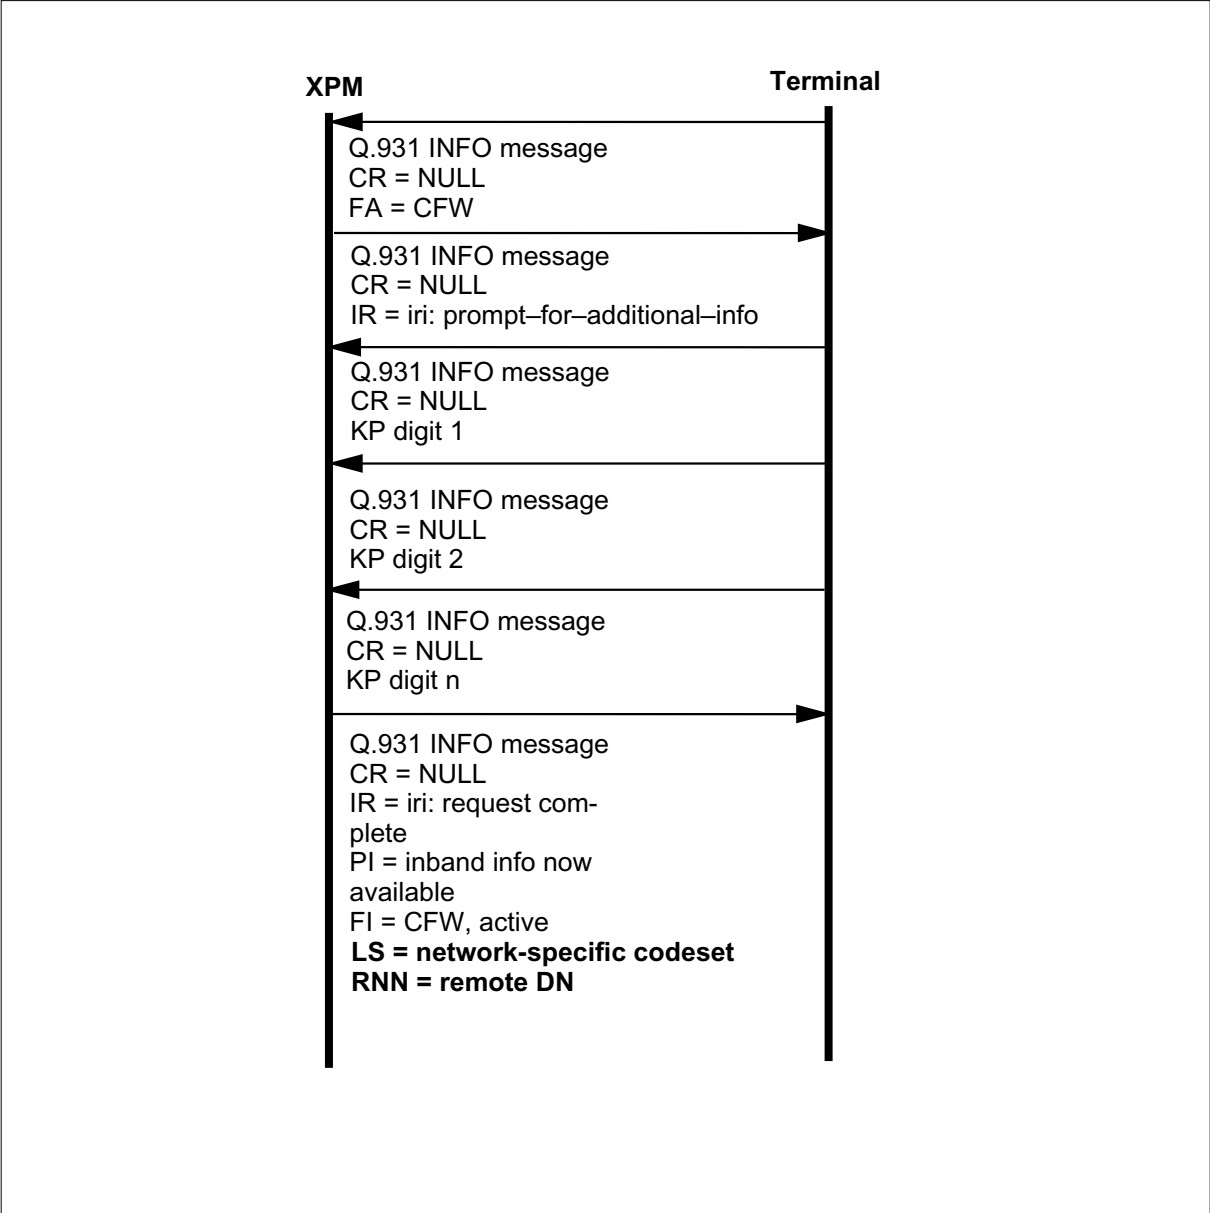 XPM
Terminal
Q.931 INFO message
CR = NULL
FA = CFW
Q.931 INFO message
CR = NULL
IR = iri: prompt–for–additional–info
Q.931 INFO message
CR = NULL
KP digit 1
Q.931 INFO message
CR = NULL
KP digit 2
Q.931 INFO message
CR = NULL
KP digit n
Q.931 INFO message
CR = NULL
IR = iri: request com-
plete
PI = inband info now
available
FI = CFW, active
LS = network-specific codeset
RNN = remote DN